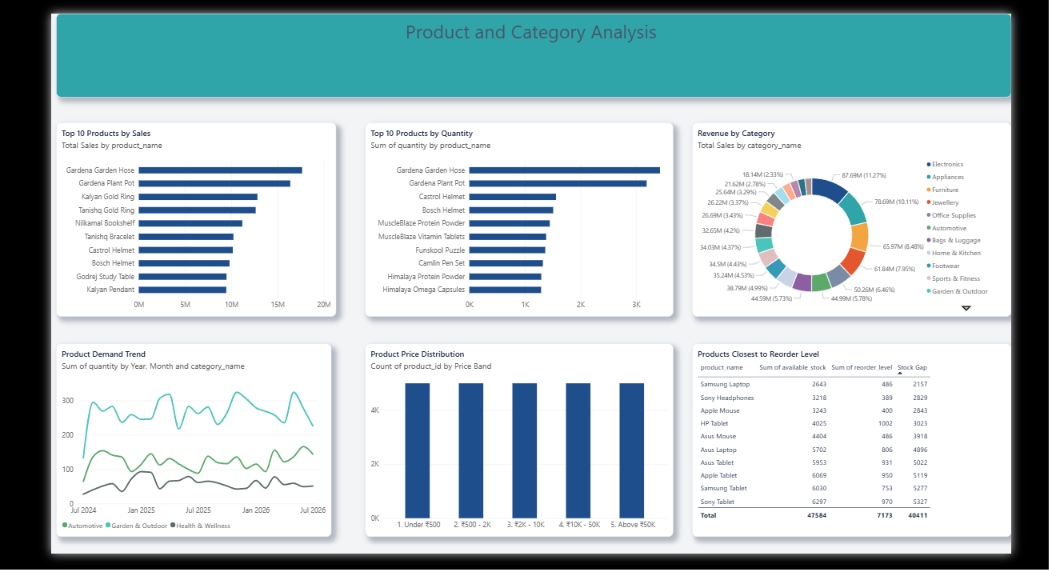 Product and Category Analysis
Top 10 Products by Sales
Total Sales by product_name
Gardena Garden Hose
Gardena Plant Pot
Kalyan Gold Ring
Tanishq Gold Ring
Nilkamal Bookshelf
Tanishq Bracelet
Castrol Helmet
Bosch Helmet
Godrej Study Table
Kalyan Pendant
0M 5M 10M 15M 20M
Top 10 Products by Quantity
Sum of quantity by product_name
Gardena Garden Hose
Gardena Plant Pot
Castrol Helmet
Bosch Helmet
MuscleBlaze Protein Powder
MuscleBlaze Vitamin Tablets
Funskool Puzzle
Camlin Pen Set
Himalaya Protein Powder
Himalaya Omega Capsules
0K 1K 2K 3K
Revenue by Category
Total Sales by category_name
87.69M (11.27%)
78.69M (10.11%)
65.97M (8.48%)
61.84M (7.95%)
50.26M (6.46%)
44.99M (5.78%)
44.59M (5.73%)
38.79M (4.99%)
35.24M (4.53%)
34.5M (4.43%)
34.03M (4.37%)
32.65M (4.2%)
26.69M (3.43%)
26.22M (3.37%)
25.64M (3.29%)
21.62M (2.78%)
18.14M (2.33%)
Electronics
Appliances
Furniture
Jewellery
Office Supplies
Automotive
Bags & Luggage
Home & Kitchen
Footwear
Sports & Fitness
Garden & Outdoor
Product Demand Trend
Sum of quantity by Year, Month and category_name
300
200
100
0
Jul 2024 Jan 2025 Jul 2025 Jan 2026 Jul 2026
Automotive Garden & Outdoor Health & Wellness
Product Price Distribution
Count of product_id by Price Band
4K
2K
0K
1. Under ₹500 2. ₹500 - 2K 3. ₹2K - 10K 4. ₹10K - 50K 5. Above ₹50K
Products Closest to Reorder Level
product_name Sum of available_stock Sum of reorder_level Stock Gap
Samsung Laptop 2643 486 2157
Sony Headphones 3218 389 2829
Apple Mouse 3243 400 2843
HP Tablet 4025 1002 3023
Asus Mouse 4404 486 3918
Asus Laptop 5702 806 4896
Asus Tablet 5953 931 5022
Apple Tablet 6069 950 5119
Samsung Tablet 6030 753 5277
Sony Tablet 6297 970 5327
Total 47584 7173 40411